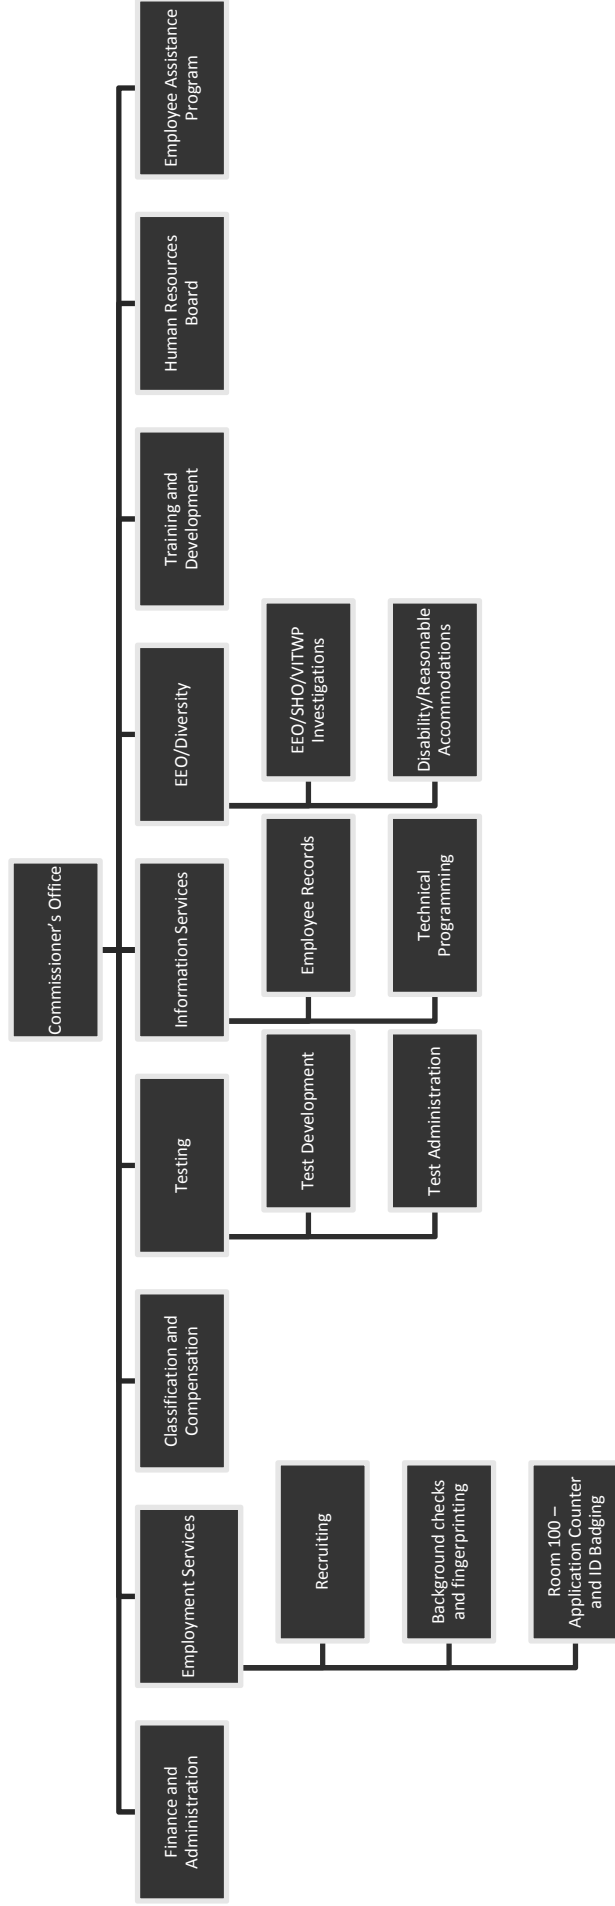 Commissioner's Office
Finance and
Administration
Employment Services
Recruiting
Background checks
and fingerprinting
Room 100 –
Application Counter
and ID Badging
Classification and
Compensation
Testing
Test Development
Test Administration
Information Services
Employee Records
Technical
Programming
EEO/Diversity
EEO/SHO/VITWP
Investigations
Disability/Reasonable
Accommodations
Training and
Development
Human Resources
Board
Employee Assistance
Program